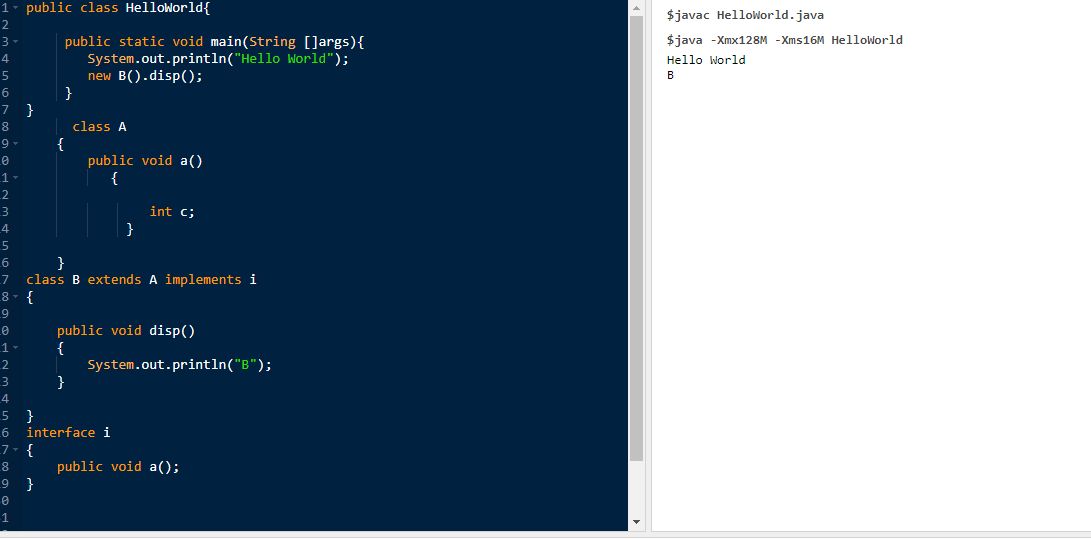 1 public class HelloWorld{
2
3 public static void main(String []args){
4 System.out.println("Hello World");
5 new B().disp();
6 }
7 }
8 class A
9 {
0 public void a()
1 {
2
3 int c;
4 }
5
6 }
7 class B extends A implements i
8 {
9
0 public void disp()
1 {
2 System.out.println("B");
3 }
4
5 }
6 interface i
7 {
8 public void a();
9 }
0
1
$javac HelloWorld.java
$java -Xmx128M -Xms16M HelloWorld
Hello World
B